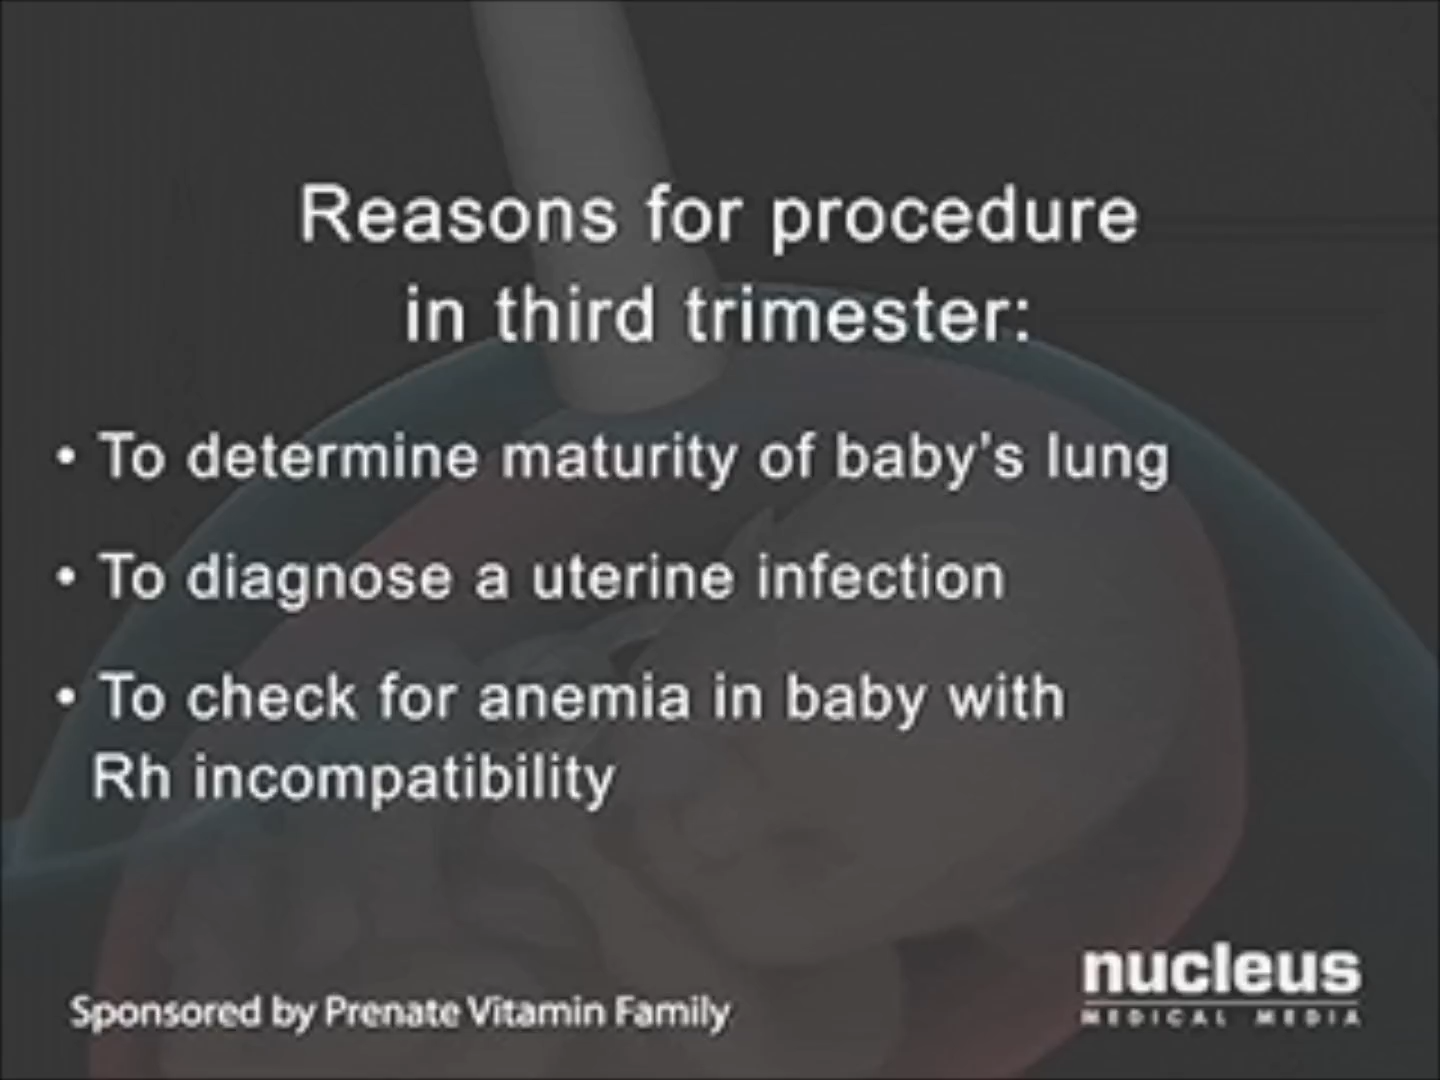 Reasons for procedure
in third trimester:
• To determine maturity of baby's lung
• To diagnose a uterine infection
• To check for anemia in baby with
Rh incompatibility
nucleus
MEDICAL MEDIA
Sponsored by Prenate Vitamin Family